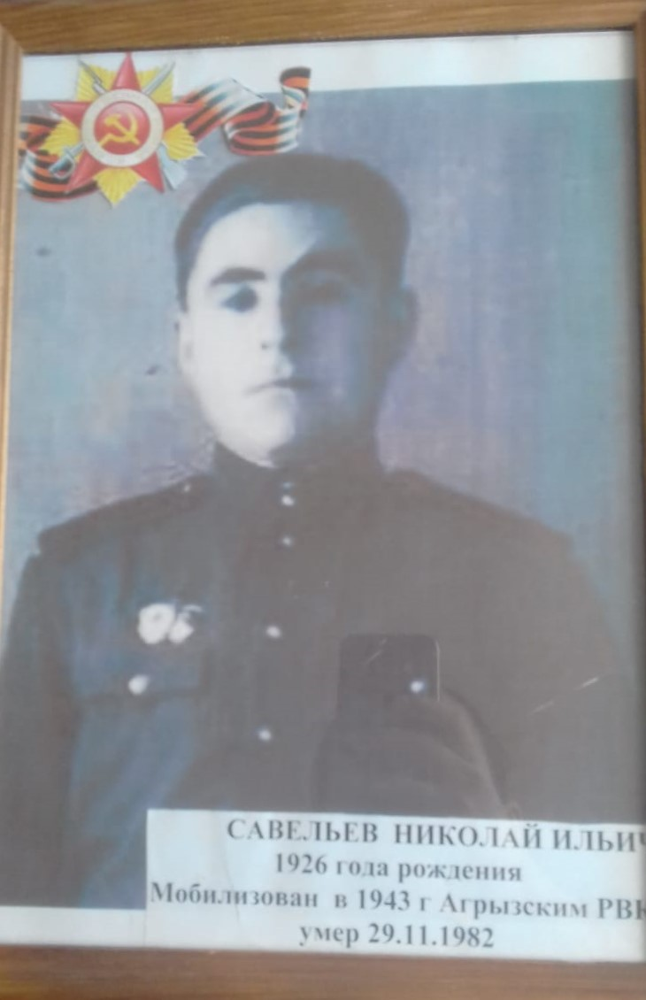 САВЕЛЬЕВ НИКОЛАЙ ИЛЬИЧ
1926 года рождения
Мобилизован в 1943 г Агрызским РВК
умер 29.11.1982